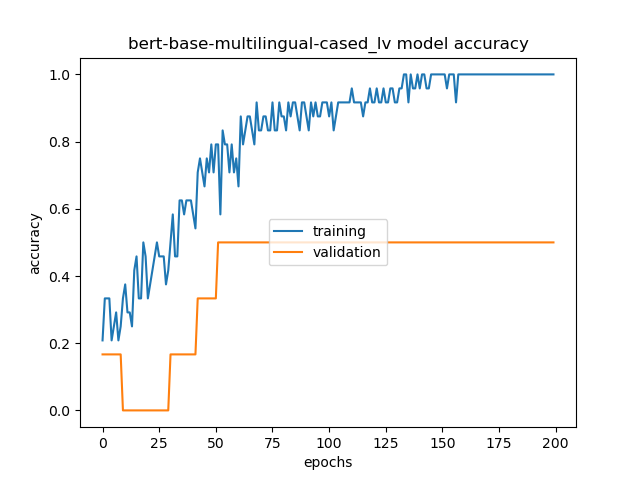 bert-base-multilingual-cased_lv model accuracy
1.0
0.8
0.6
0.4
0.2
0.0
accuracy
training
validation
0 25 50 75 100 125 150 175 200
epochs